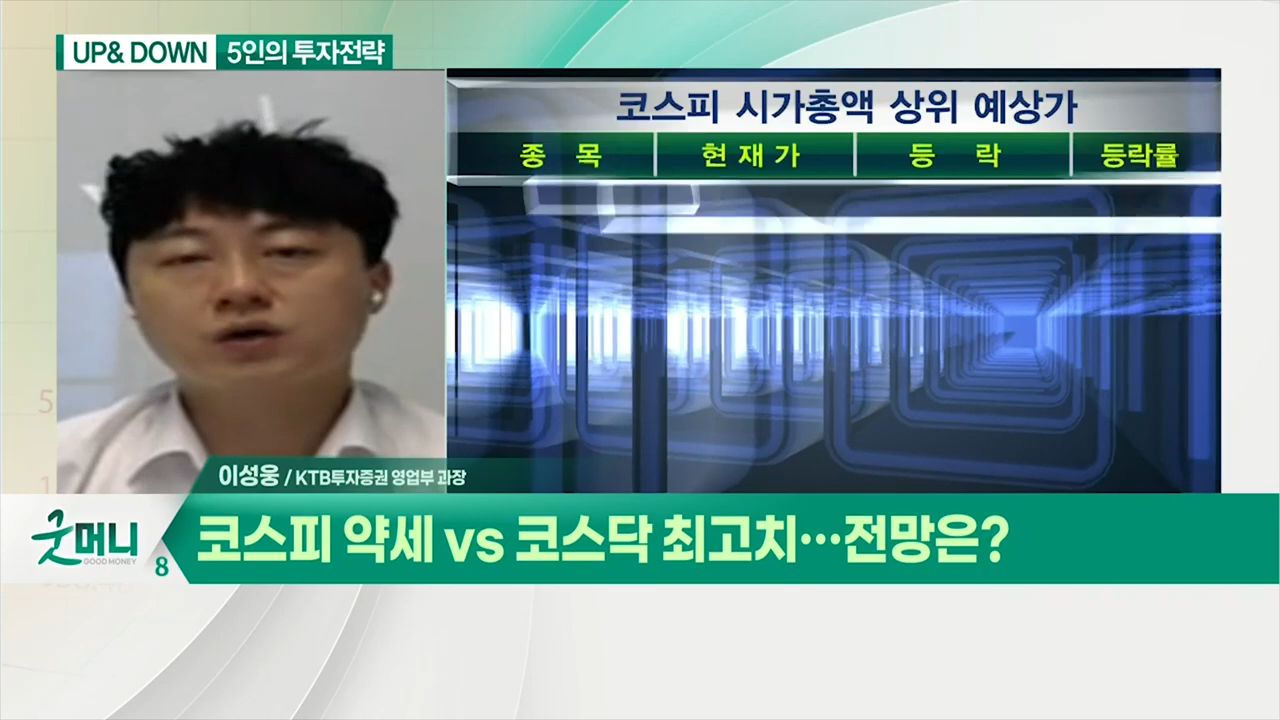 UP& DOWN 5인의 투자전략
코스피 시가총액 상위 예상가
종 목 현 재 가 등 락 등락률
이성웅 / KTB투자증권 영업부 과장
굿머니
GOOD MONEY
8
코스피 약세 vs 코스닥 최고치…전망은?
5
1